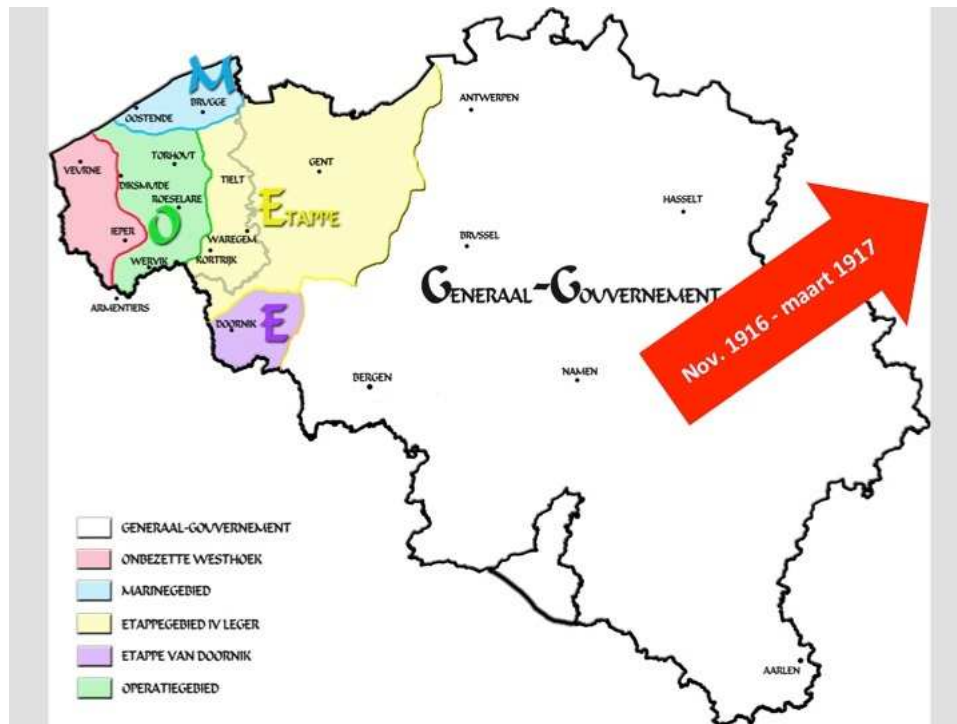 M
BRUGGE
OOSTENDE
ANTWERPEN
VEURNE
TORHOUT
GENT
DIKSMUIDE
TIELT
ROESELARE
HASSELT
O
ETAPPE
IEPER
WAREGEM
BRUSSEL
WERVIK
KORTRIJK
GENERAAL-GOUVERNEMENT
ARMENTIERS
DOORNIK
E
Nov. 1916 - maart 1917
BERGEN
NAMEN
GENERAAL-GOUVERNEMENT
ONBEZETTE WESTHOEK
MARINEGEBIED
ETAPPEGEBIED IV LEGER
ETAPPE VAN DOORNIK
OPERATIEGEBIED
AARLEN